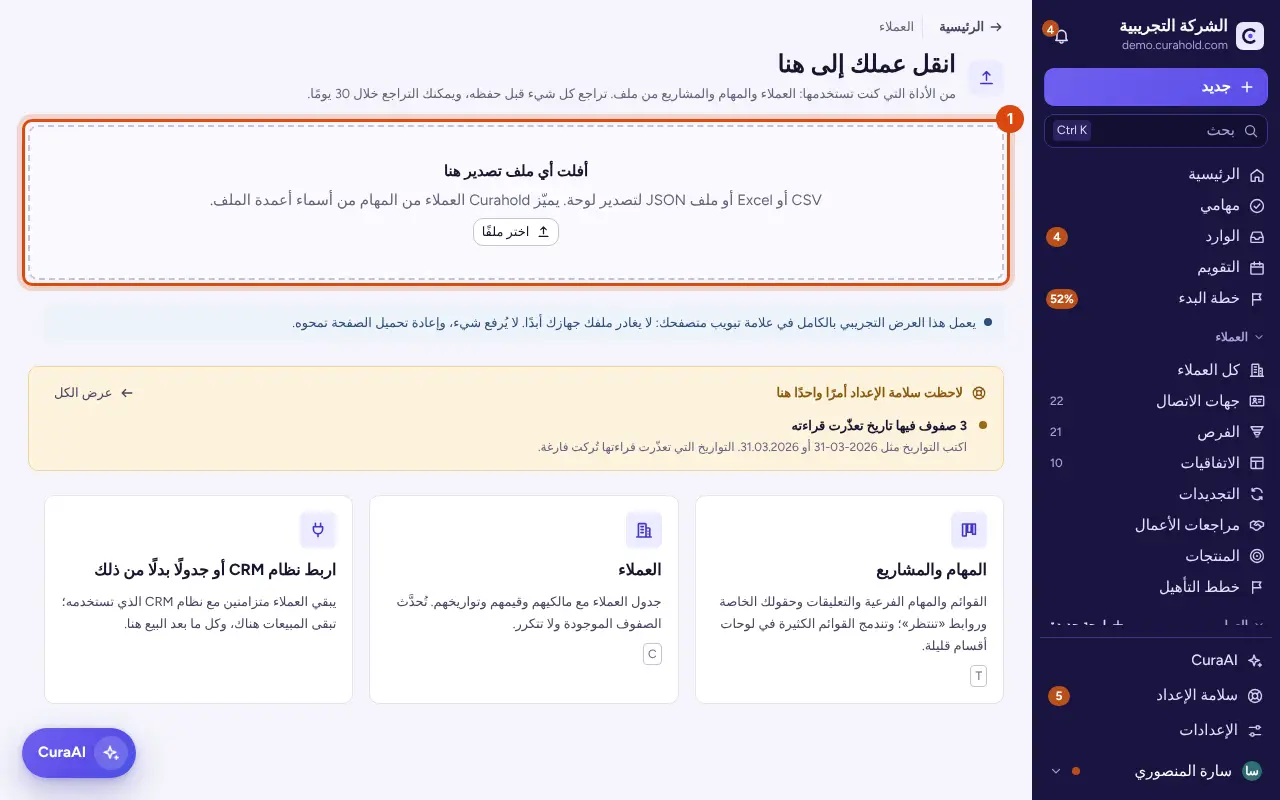 الشركة التجريبية
demo.curahold.com
4
جديد
بحث
Ctrl K
الرئيسية
مهامي
الوارد
4
التقويم
خطة البدء
52%
العملاء
كل العملاء
جهات الاتصال
22
الفرص
21
الاتفاقيات
10
التجديدات
مراجعات الأعمال
المنتجات
خطط التأهيل
CuraAI
سلامة الإعداد
5
الإعدادات
سا
سارة المنصوري
الرئيسية
العملاء
انقل عملك إلى هنا
من الأداة التي كنت تستخدمها: العملاء والمهام والمشاريع من ملف. تراجع كل شيء قبل حفظه، ويمكنك التراجع خلال 30 يومًا.
1
أفلت أي ملف تصدير هنا
CSV أو Excel أو ملف JSON لتصدير لوحة. يميّز Curahold العملاء من المهام من أسماء أعمدة الملف.
اختر ملفًا
يعمل هذا العرض التجريبي بالكامل في علامة تبويب متصفحك: لا يغادر ملفك جهازك أبدًا. لا يُرفع شيء، وإعادة تحميل الصفحة تمحوه.
لاحظت سلامة الإعداد أمرًا واحدًا هنا
عرض الكل
3 صفوف فيها تاريخ تعذّرت قراءته
اكتب التواريخ مثل 2026-03-31 أو 31.03.2026. التواريخ التي تعذّرت قراءتها تُركت فارغة.
المهام والمشاريع
القوائم والمهام الفرعية والتعليقات وحقولك الخاصة
وروابط «تنتظر»؛ وتندمج القوائم الكثيرة في لوحات
أقسام قليلة.
T
العملاء
جدول العملاء مع مالكيهم وقيمهم وتواريخهم. تُحدَّث
الصفوف الموجودة ولا تتكرر.
C
اربط نظام CRM أو جدولًا بدلًا من ذلك
يبقي العملاء متزامنين مع نظام CRM الذي تستخدمه؛
تبقى المبيعات هناك، وكل ما بعد البيع هنا.
CuraAI